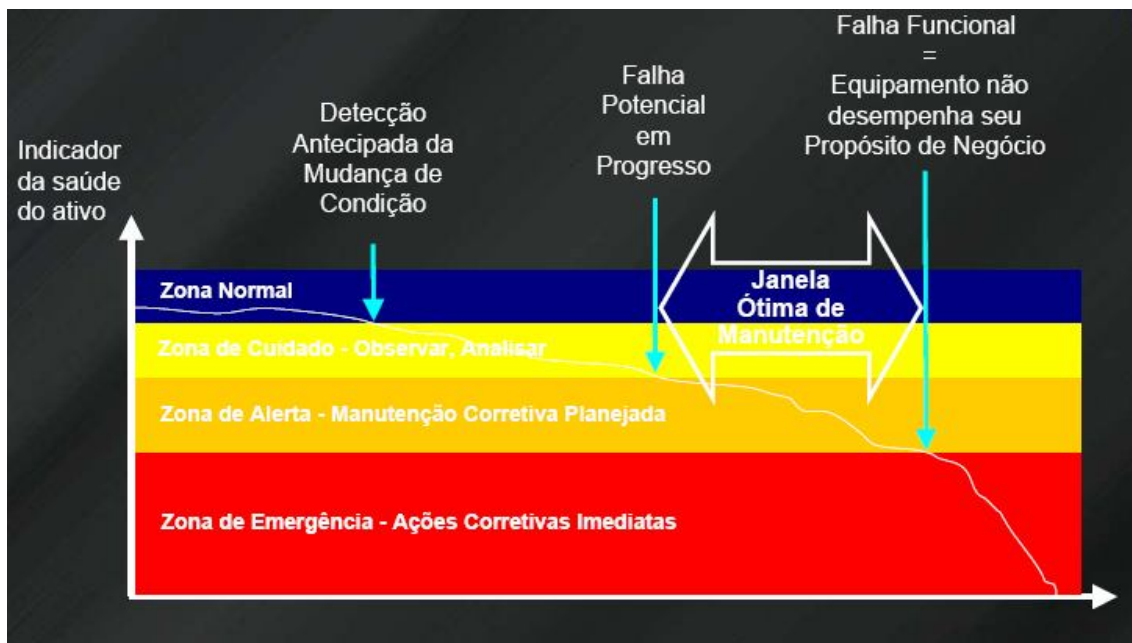 Indicador
da saúde
do ativo
Detecção
Antecipada da
Mudança de
Condição
Falha
Potencial
em
Progresso
Falha Funcional
=
Equipamento não
desempenha seu
Propósito de Negócio
Janela
Ótima de
Manutenção
Zona Normal
Zona de Cuidado - Observar, Analisar
Zona de Alerta - Manutenção Corretiva Planejada
Zona de Emergência - Ações Corretivas Imediatas